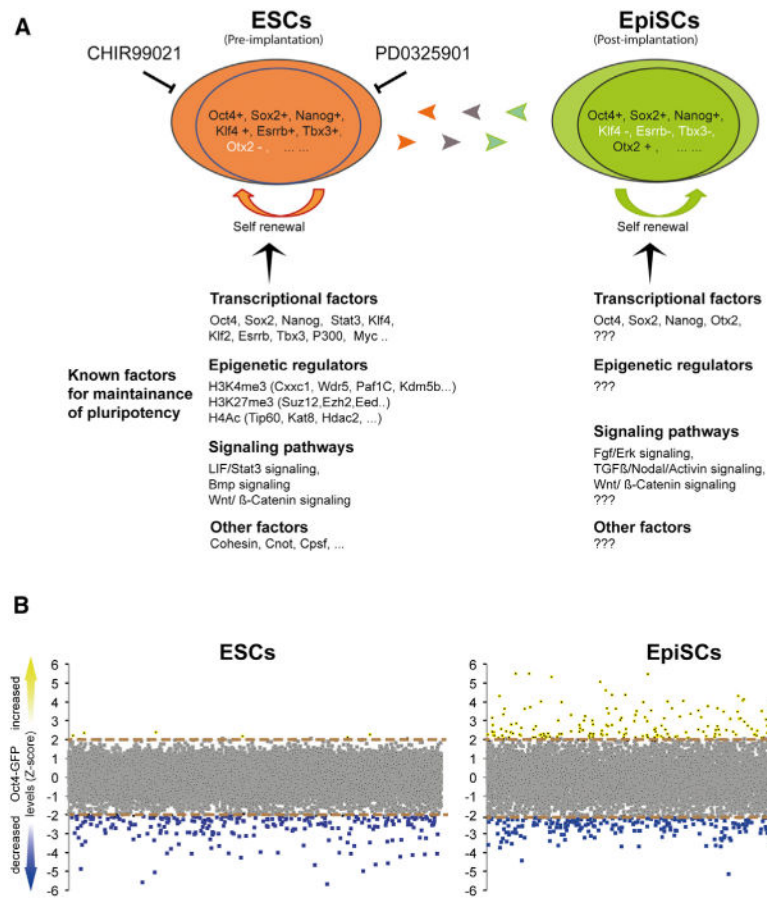 A
ESCs
(Pre-implantation)
EpiSCs
(Post-implantation)
CHIR99021
PD0325901
Oct4+, Sox2+, Nanog+,
Klf4 +, Esrrb+, Tbx3+.
Otx2 - , ... ...
Oct4+, Sox2+, Nanog+,
Klf4 -, Esrrb-, Tbx3-,
Otx2 + , ... ...
Self renewal
Self renewal
Known factors
for maintainance
of pluripotency
Transcriptional factors
Oct4, Sox2, Nanog, Stat3, Klf4,
Klf2, Esrrb, Tbx3, P300, Myc ..
Epigenetic regulators
H3K4me3 (Cxxc1, Wdr5, Paf1C, Kdm5b...)
H3K27me3 (Suz12,Ezh2,Eed..)
H4Ac (Tip60, Kat8, Hdac2, ...)
Signaling pathways
LIF/Stat3 signaling,
Bmp signaling
Wnt/ ß-Catenin signaling
Other factors
Cohesin, Cnot, Cpsf, ...
Transcriptional factors
Oct4, Sox2, Nanog, Otx2,
???
Epigenetic regulators
???
Signaling pathways
Fgf/Erk signaling,
TGFß/Nodal/Activin signaling,
Wnt/ ß-Catenin signaling
???
Other factors
???
B
ESCs
EpiSCs
increased
Oct4-GFP
levels (Z-score)
decreased
6
5
4
3
2
1
0
-1
-2
-3
-4
-5
-6
6
5
4
3
2
1
0
-1
-2
-3
-4
-5
-6